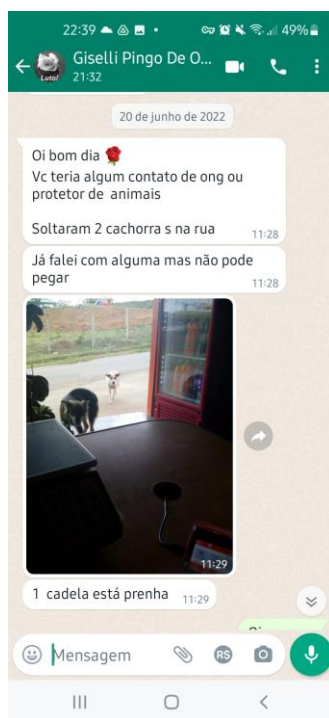 22:39
49%
Giselli Pingo De O...
Luto!
21:32
20 de junho de 2022
Oi bom dia 🌹
Vc teria algum contato de ong ou
protetor de  animais
Soltaram 2 cachorra s na rua
11:28
Já falei com alguma mas não pode
pegar
11:28
11:29
1  cadela está prenha
11:29
Mensagem
R$